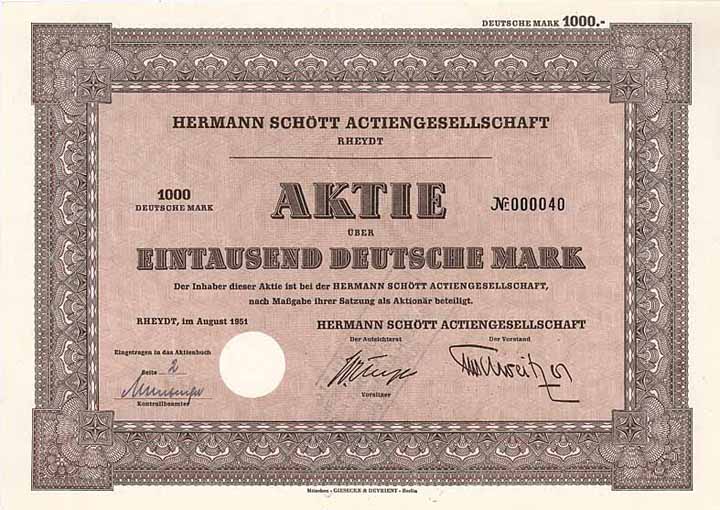 DEUTSCHE MARK 1000.-
HERMANN SCHÖTT ACTIENGESELLSCHAFT
RHEYDT
1000
DEUTSCHE MARK
AKTIE
№ 000040
ÜBER
EINTAUSEND DEUTSCHE MARK
Der Inhaber dieser Aktie ist bei der HERMANN SCHÖTT ACTIENGESELLSCHAFT,
nach Maßgabe ihrer Satzung als Aktionär beteiligt.
RHEYDT, im August 1951
HERMANN SCHÖTT ACTIENGESELLSCHAFT
Der Aufsichtsrat
Der Vorstand
Eingetragen in das Aktienbuch
Seite 2
Kontrollbeamter
Vorsitzer
München - GIESECKE & DEVRIENT - Berlin